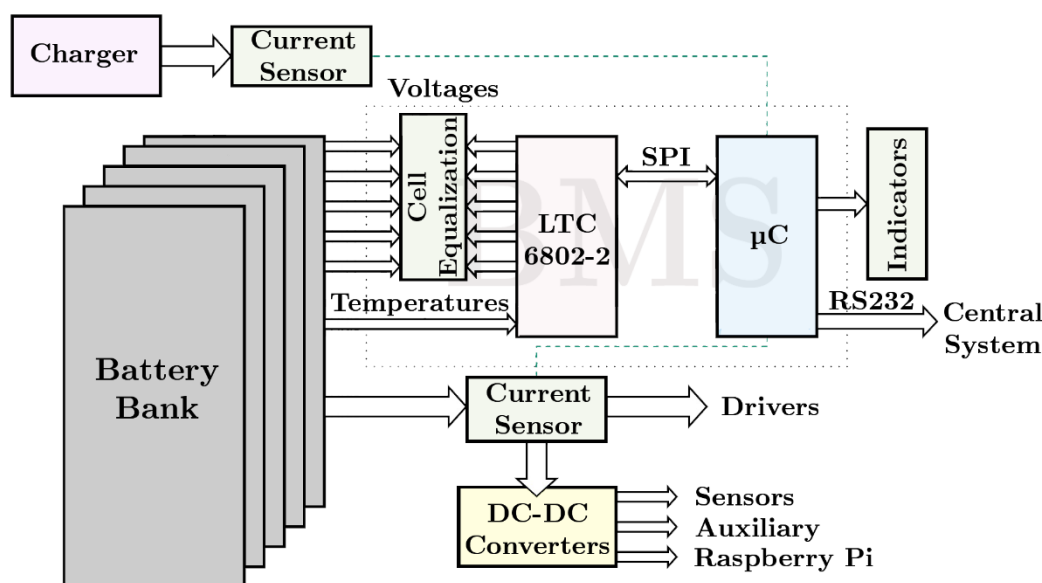 Charger
Current
Sensor
Voltages
Cell
Equalization
LTC
6802-2
SPI
µC
BMS
Indicators
Temperatures
RS232
Central
System
Battery
Bank
Current
Sensor
Drivers
DC-DC
Converters
Sensors
Auxiliary
Raspberry Pi